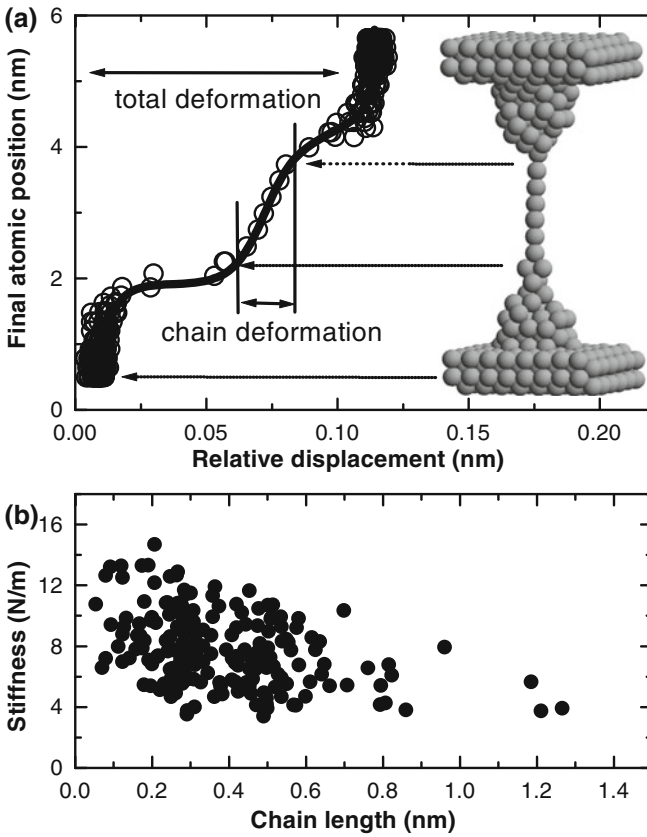 (a)
6
4
2
0
Final atomic position (nm)
total deformation
chain deformation
0.00 0.05 0.10 0.15 0.20
Relative displacement (nm)
(b)
16
12
8
4
0
Stiffness (N/m)
0.0 0.2 0.4 0.6 0.8 1.0 1.2 1.4
Chain length (nm)